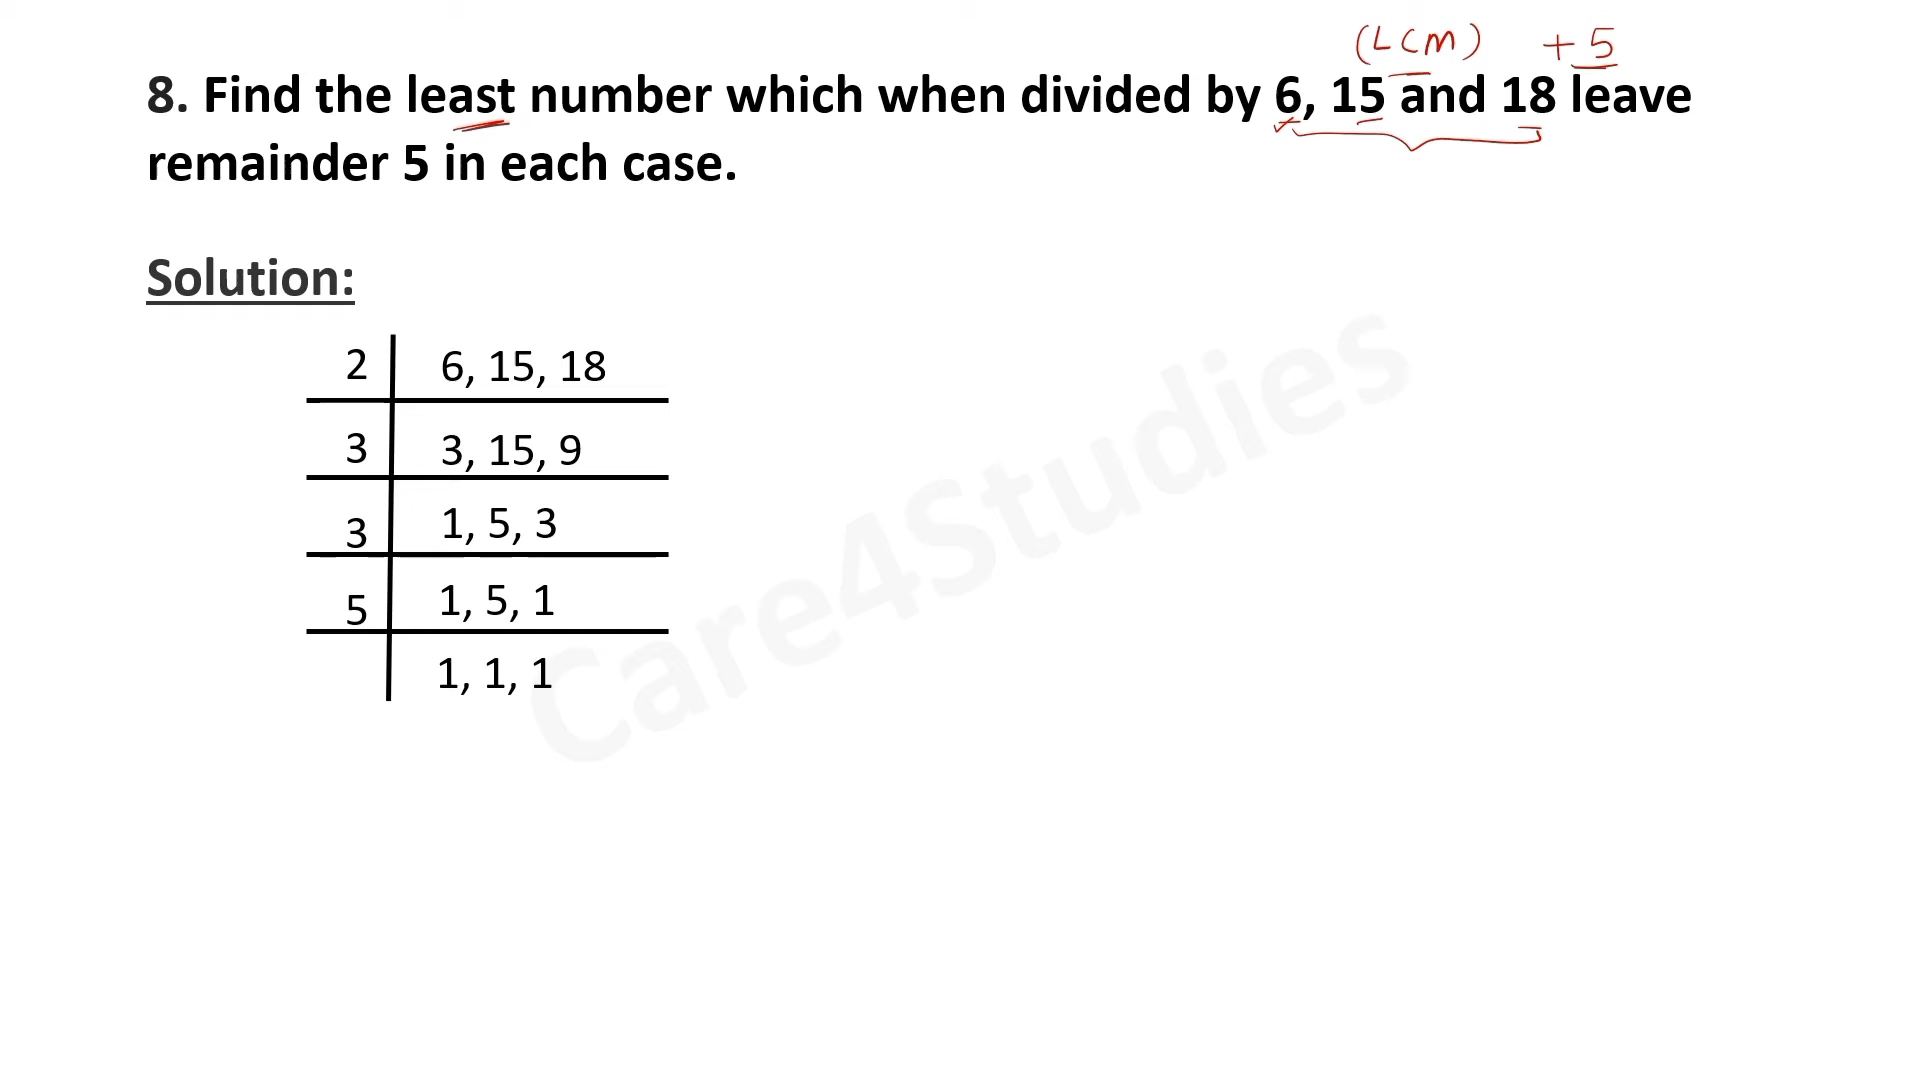 (LCM) +5
8. Find the least number which when divided by 6, 15 and 18 leave
remainder 5 in each case.
Solution:
2 6, 15, 18
3 3, 15, 9
3 1, 5, 3
5 1, 5, 1
1, 1, 1
Care4Studies